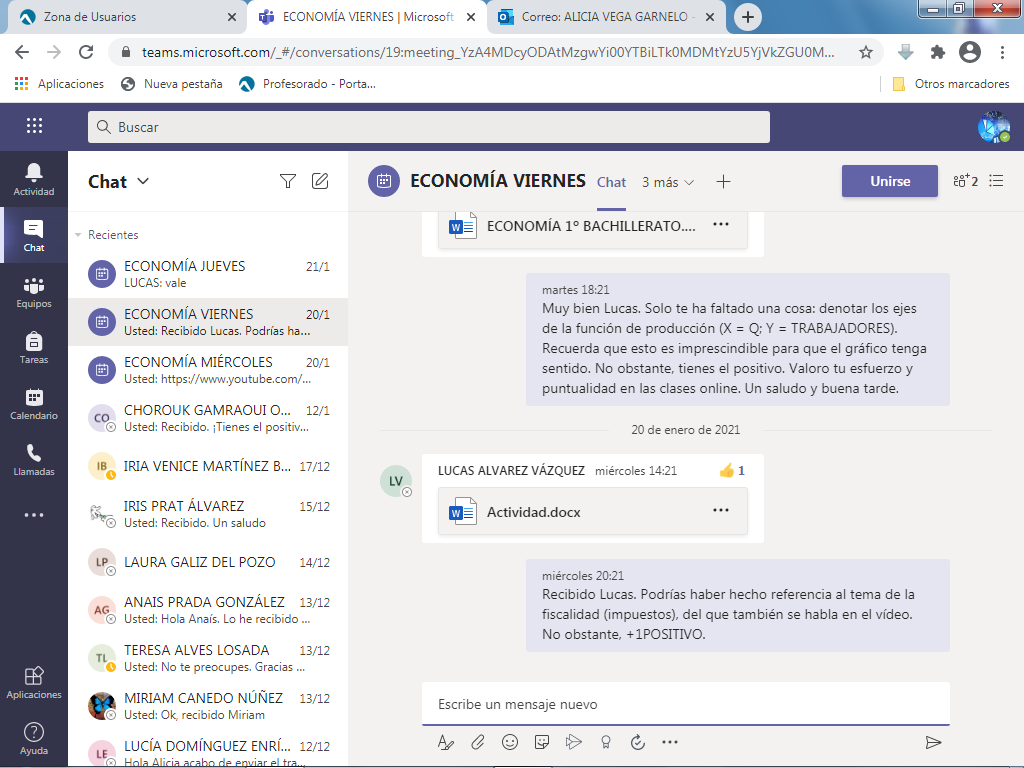 Zona de Usuarios
ECONOMÍA VIERNES | Microsoft
Correo: ALICIA VEGA GARNELO -
teams.microsoft.com/_#/conversations/19:meeting_YzA4MDcyODAtMzgwYi00YTBiLTk0MDMtYzU5YjVkZGU0M...
Aplicaciones
Nueva pestaña
Profesorado - Porta...
Otros marcadores
Buscar
Actividad
Chat
Equipos
Tareas
Calendario
Llamadas
Aplicaciones
Ayuda
Chat
Recientes
ECONOMÍA JUEVES 21/1
LUCAS: vale
ECONOMÍA VIERNES 20/1
Usted: Recibido Lucas. Podrías ha...
ECONOMÍA MIÉRCOLES 20/1
Usted: https://www.youtube.com/...
CO
CHOROUK GAMRAOUI O... 12/1
Usted: Recibido. ¡Tienes el positiv...
IB
IRIA VENICE MARTÍNEZ B... 17/12
IRIS PRAT ÁLVAREZ 15/12
Usted: Recibido. Un saludo
LP
LAURA GALIZ DEL POZO 14/12
AG
ANAIS PRADA GONZÁLEZ 13/12
Usted: Hola Anaís. Lo he recibido ...
TL
TERESA ALVES LOSADA 13/12
Usted: No te preocupes. Gracias ...
MIRIAM CANEDO NÚÑEZ 13/12
Usted: Ok, recibido Miriam
LE
LUCÍA DOMÍNGUEZ ENRÍ... 12/12
Hola Alicia acabo de enviar el tra...
ECONOMÍA VIERNES
Chat
3 más
Unirse
2
W
ECONOMÍA 1º BACHILLERATO....
martes 18:21
Muy bien Lucas. Solo te ha faltado una cosa: denotar los ejes
de la función de producción (X = Q; Y = TRABAJADORES).
Recuerda que esto es imprescindible para que el gráfico tenga
sentido. No obstante, tienes el positivo. Valoro tu esfuerzo y
puntualidad en las clases online. Un saludo y buena tarde.
20 de enero de 2021
LV
LUCAS ALVAREZ VÁZQUEZ miércoles 14:21
1
W
Actividad.docx
miércoles 20:21
Recibido Lucas. Podrías haber hecho referencia al tema de la
fiscalidad (impuestos), del que también se habla en el vídeo.
No obstante, +1POSITIVO.
Escribe un mensaje nuevo